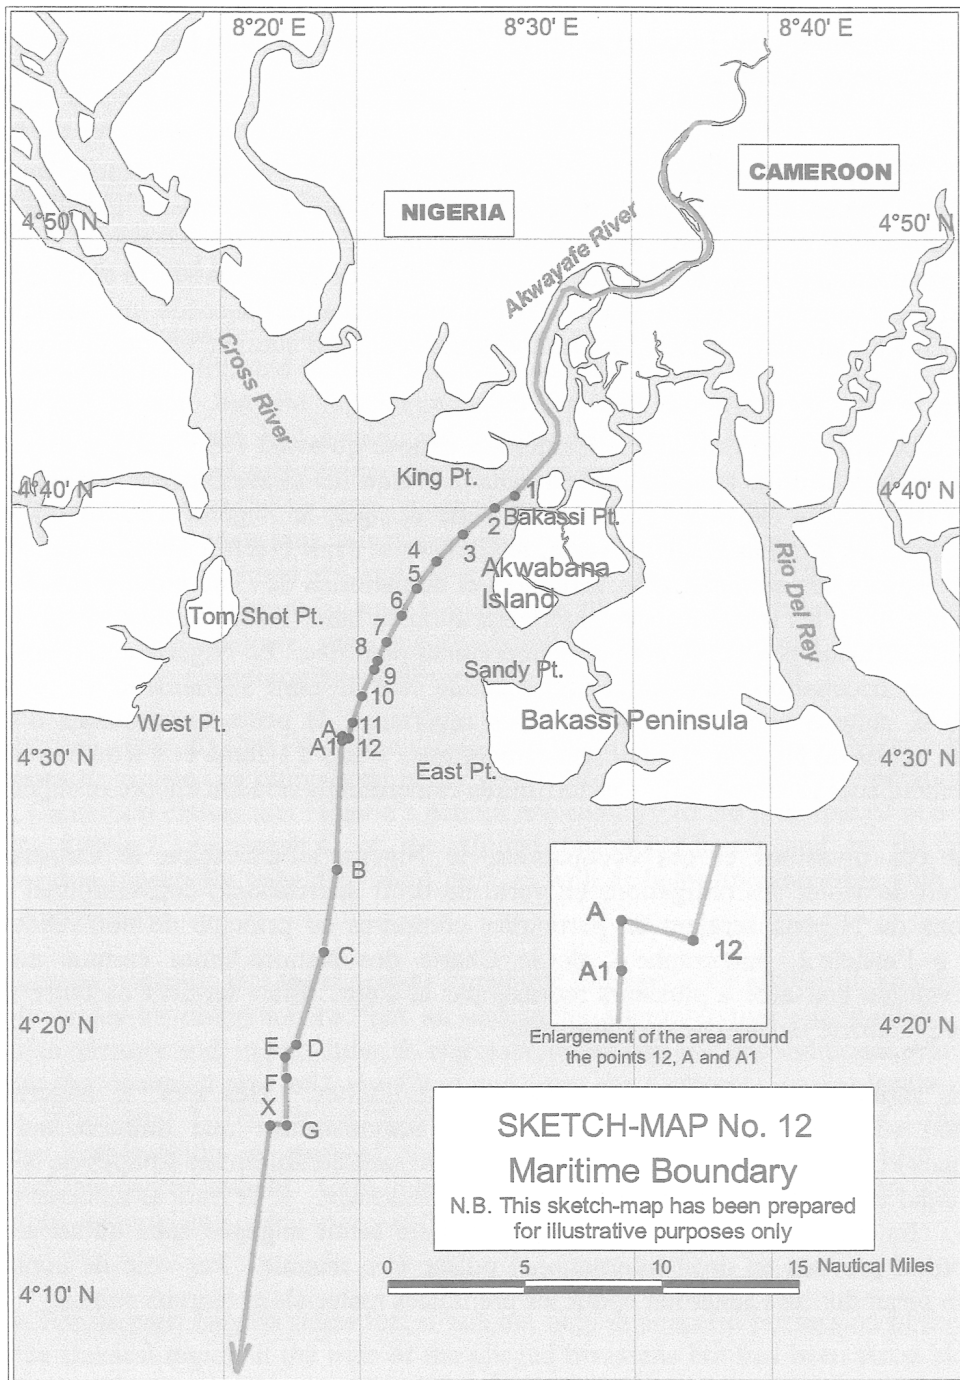 8°20' E 8°30' E 8°40' E
CAMEROON
NIGERIA
4°50' N 4°50' N
Akwayafe River
Cross River
King Pt.
4°40' N 1 4°40' N
2 Bakassi Pt.
3
4 Akwabana
Island
5
6
Rio Del Rey
Tom Shot Pt.
7
8
9 Sandy Pt.
10
West Pt. 11 Bakassi Peninsula
A
A1 12
4°30' N East Pt. 4°30' N
B
A
12
A1
C
4°20' N 4°20' N
Enlargement of the area around
the points 12, A and A1
E D
F
X
G
SKETCH-MAP No. 12
Maritime Boundary
N.B. This sketch-map has been prepared
for illustrative purposes only
0 5 10 15 Nautical Miles
4°10' N